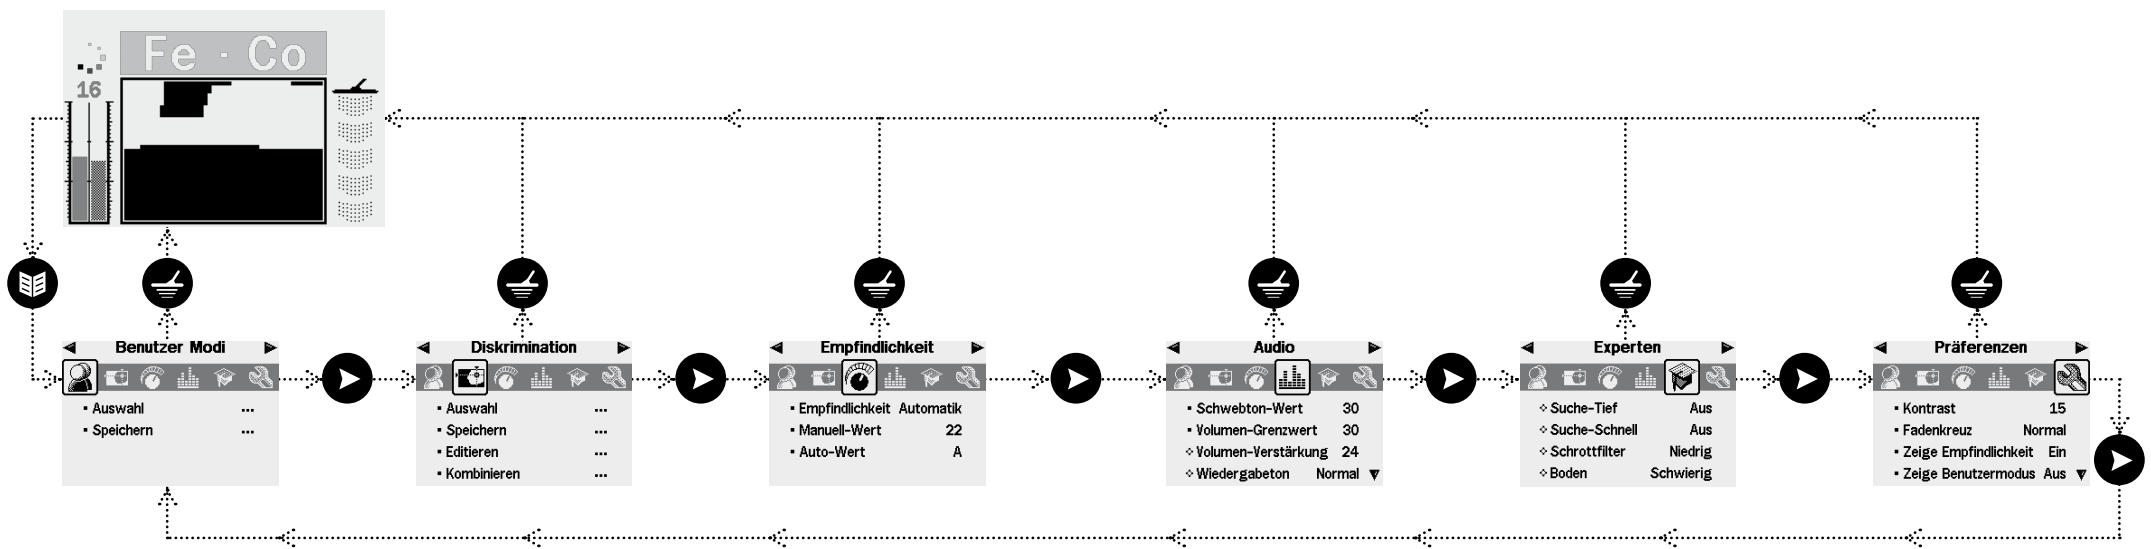 Fe · Co
16
Benutzer Modi
Auswahl ...
Speichern ...
Diskrimination
Auswahl ...
Speichern ...
Editieren ...
Kombinieren ...
Empfindlichkeit
Empfindlichkeit Automatik
Manuell-Wert 22
Auto-Wert A
Audio
Schwebton-Wert 30
Volumen-Grenzwert 30
Volumen-Verstärkung 24
Wiedergabeton Normal
Experten
Suche-Tief Aus
Suche-Schnell Aus
Schrottfilter Niedrig
Boden Schwierig
Präferenzen
Kontrast 15
Fadenkreuz Normal
Zeige Empfindlichkeit Ein
Zeige Benutzermodus Aus